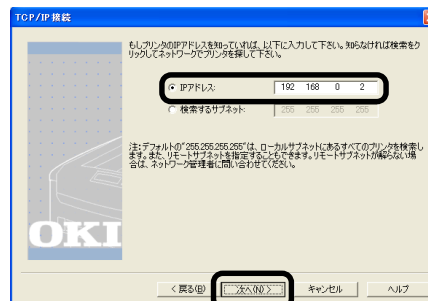 TCP/IP 接続
もしプリンタのIPアドレスを知っていれば、以下に入力して下さい。知らなければ検索をク
リックしてネットワークでプリンタを探して下さい。
IPアドレス: 192 168 0 2
検索するサブネット: 255 255 255 255
注:デフォルトの"255.255.255.255"は、ローカルサブネットにあるすべてのプリンタを検索し
ます。また、リモートサブネットを指定することもできます。リモートサブネットが解らない場
合は、ネットワーク管理者に問い合わせてください。
OKI
< 戻る(B) 次へ(N) > キャンセル ヘルプ